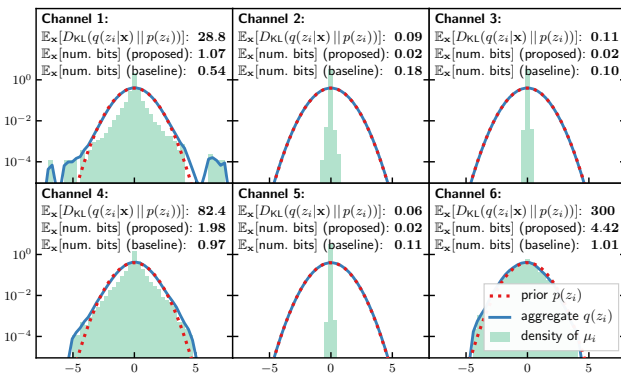 Channel 1:
𝔼ₓ[D_KL(q(zᵢ|𝐱) || p(zᵢ))]: 28.8
𝔼ₓ[num. bits] (proposed): 1.07
𝔼ₓ[num. bits] (baseline): 0.54
Channel 2:
𝔼ₓ[D_KL(q(zᵢ|𝐱) || p(zᵢ))]: 0.09
𝔼ₓ[num. bits] (proposed): 0.02
𝔼ₓ[num. bits] (baseline): 0.18
Channel 3:
𝔼ₓ[D_KL(q(zᵢ|𝐱) || p(zᵢ))]: 0.11
𝔼ₓ[num. bits] (proposed): 0.02
𝔼ₓ[num. bits] (baseline): 0.10
10⁰
10⁻²
10⁻⁴
Channel 4:
𝔼ₓ[D_KL(q(zᵢ|𝐱) || p(zᵢ))]: 82.4
𝔼ₓ[num. bits] (proposed): 1.98
𝔼ₓ[num. bits] (baseline): 0.97
Channel 5:
𝔼ₓ[D_KL(q(zᵢ|𝐱) || p(zᵢ))]: 0.06
𝔼ₓ[num. bits] (proposed): 0.02
𝔼ₓ[num. bits] (baseline): 0.11
Channel 6:
𝔼ₓ[D_KL(q(zᵢ|𝐱) || p(zᵢ))]: 300
𝔼ₓ[num. bits] (proposed): 4.42
𝔼ₓ[num. bits] (baseline): 1.01
10⁰
10⁻²
10⁻⁴
prior p(zᵢ)
aggregate q(zᵢ)
density of μᵢ
−5 0 5
−5 0 5
−5 0 5